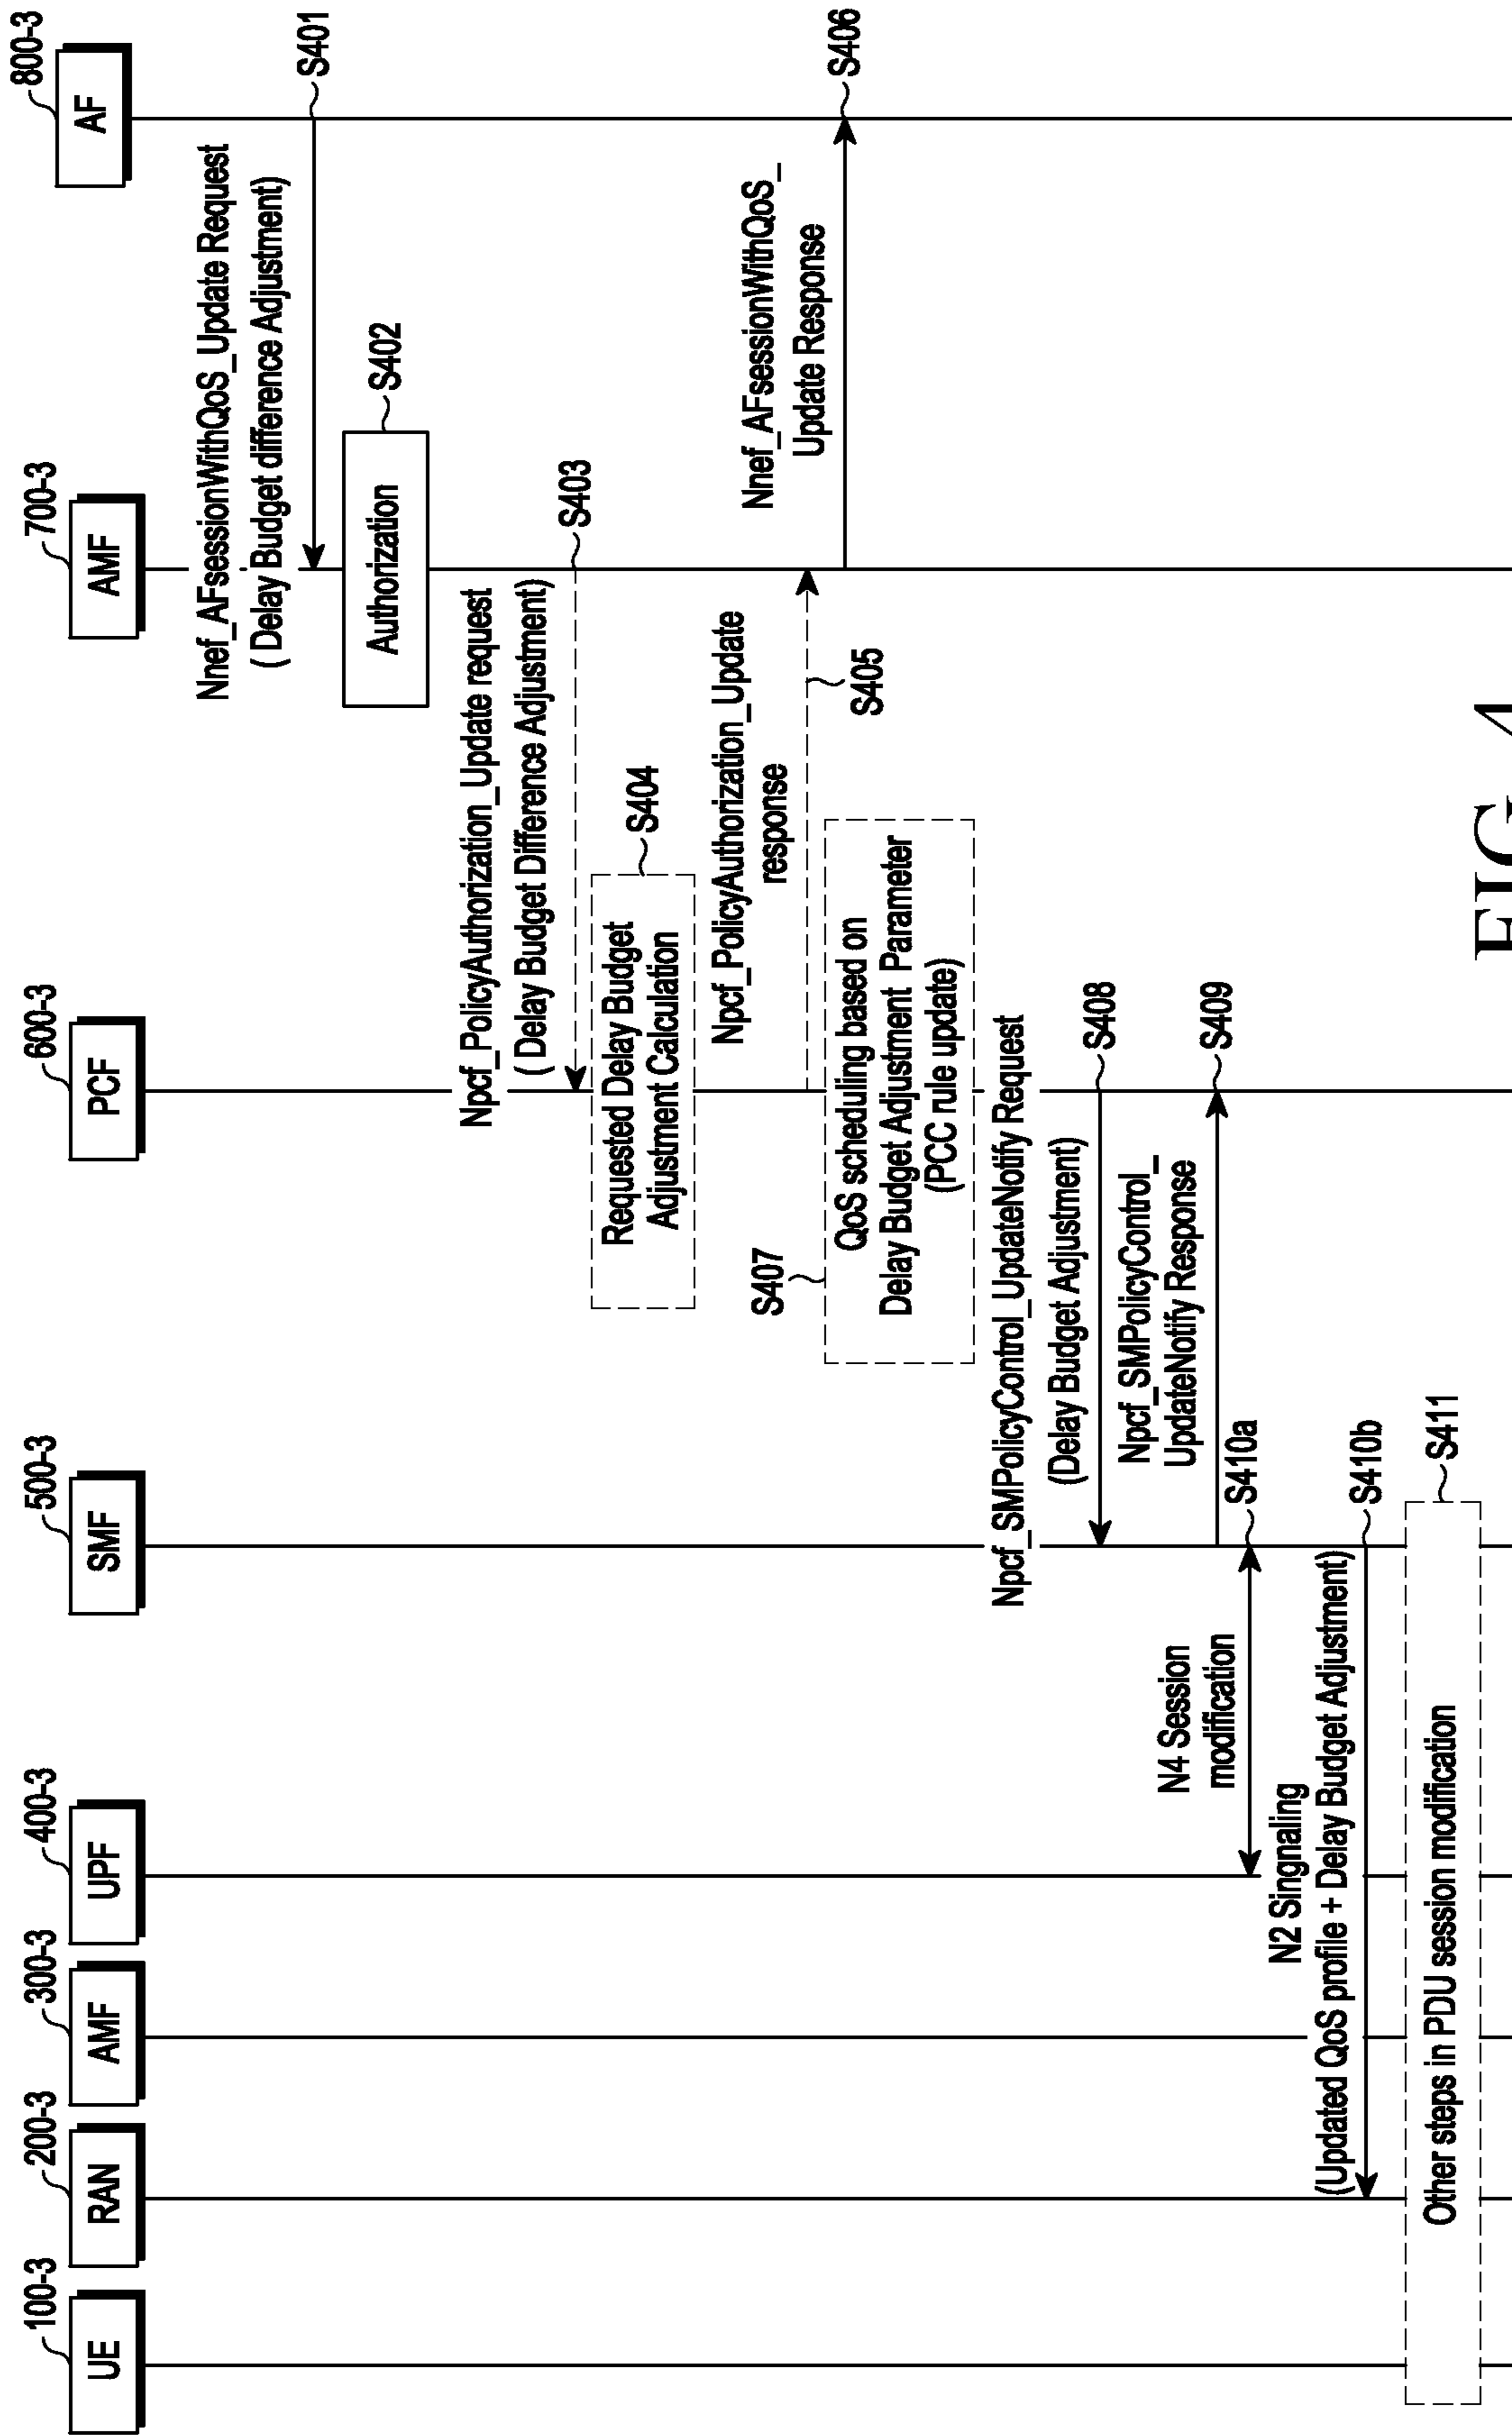 100-3
200-3
300-3
400-3
500-3
600-3
700-3
800-3
UE
RAN
AMF
UPF
SMF
PCF
AMF
AF
Nnef_AFsessionWithQoS_Update Request
( Delay Budget difference Adjustment)
S401
Authorization
S402
Npcf_PolicyAuthorization_Update request
( Delay Budget Difference Adjustment)
S403
Requested Delay Budget
Adjustment Calculation
S404
Npcf_PolicyAuthorization_Update
response
S405
Nnef_AFsessionWithQoS_
Update Response
S406
S407
QoS scheduling based on
Delay Budget Adjustment Parameter
(PCC rule update)
Npcf_SMPolicyControl_UpdateNotify Request
(Delay Budget Adjustment)
S408
Npcf_SMPolicyControl_
UpdateNotify Response
S409
N4 Session
modification
S410a
N2 Singnaling
(Updated QoS profile + Delay Budget Adjustment)
S410b
Other steps in PDU session modification
S411
FIG. 4